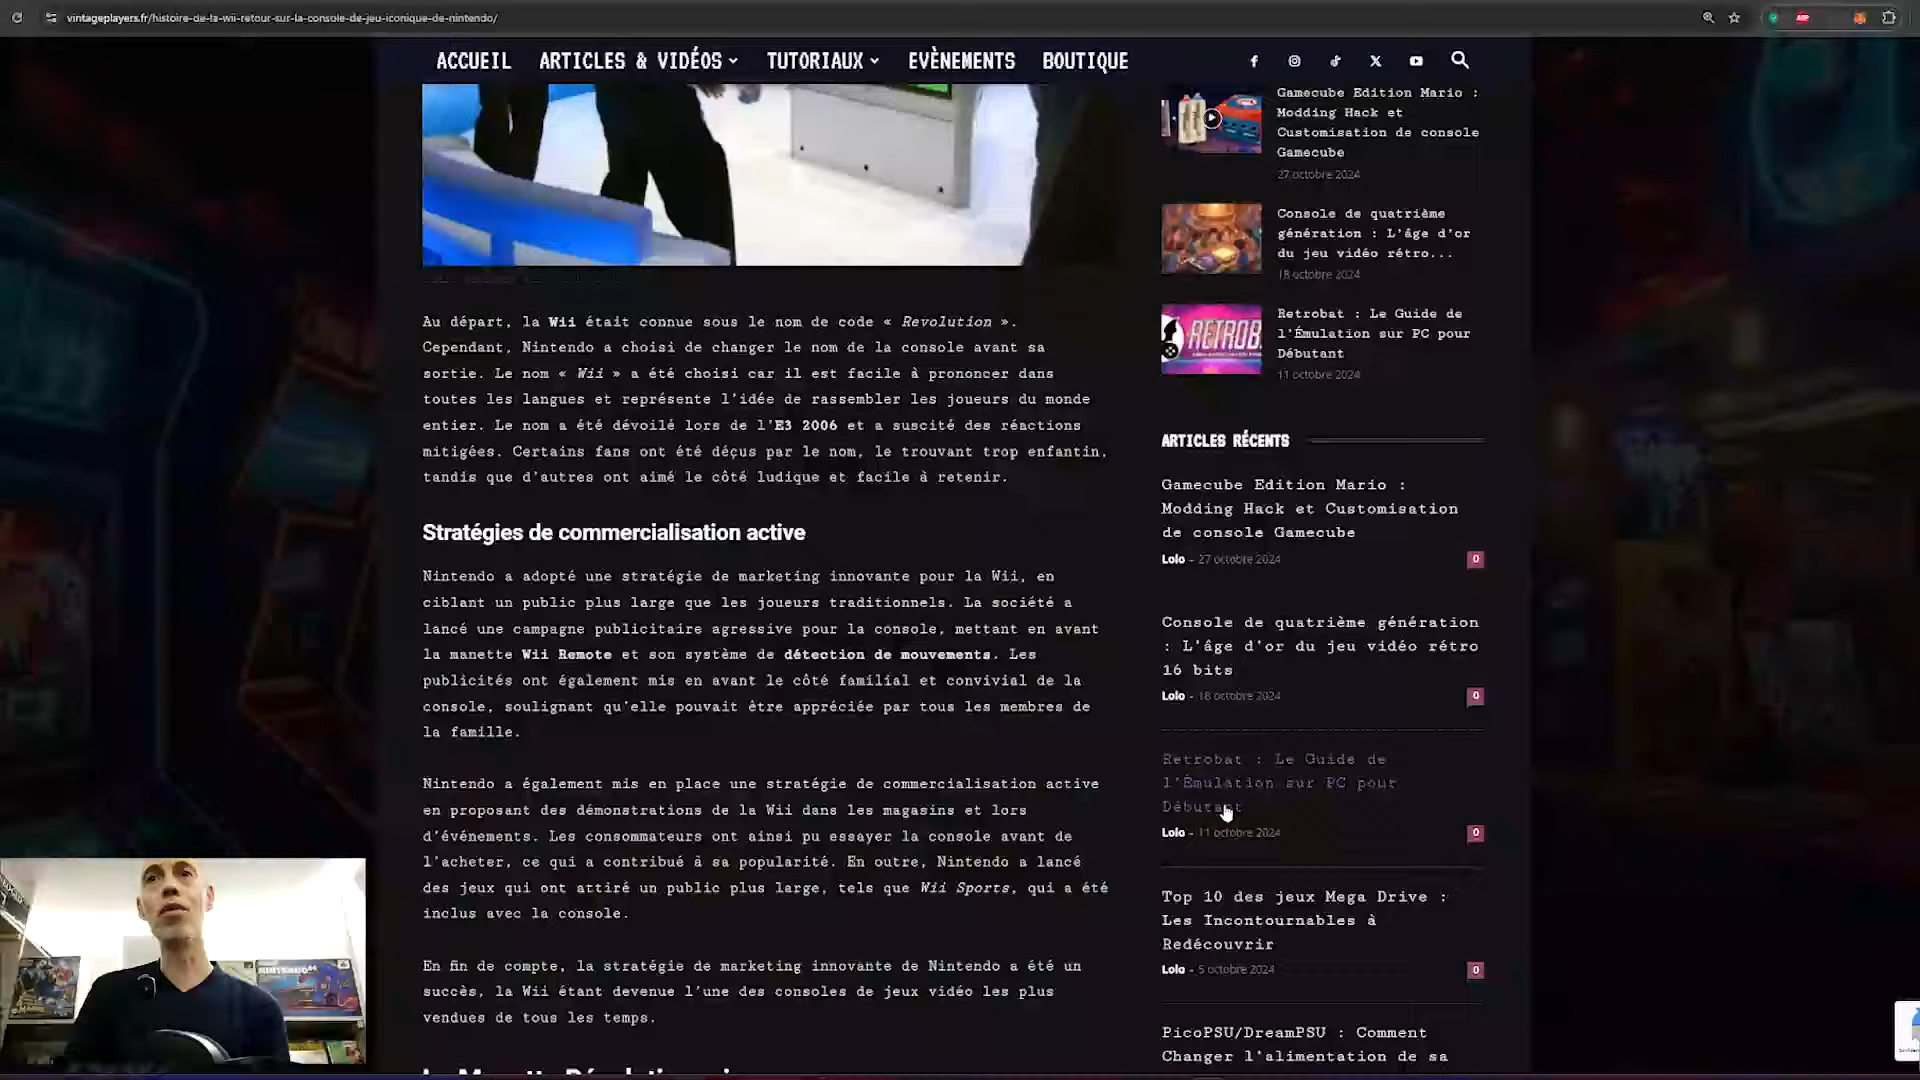 vintageplayers.fr/histoire-de-la-wii-retour-sur-la-console-de-jeu-iconique-de-nintendo/
ACCUEIL ARTICLES & VIDÉOS TUTORIAUX EVÈNEMENTS BOUTIQUE
Au départ, la Wii était connue sous le nom de code « Revolution ».
Cependant, Nintendo a choisi de changer le nom de la console avant sa
sortie. Le nom « Wii » a été choisi car il est facile à prononcer dans
toutes les langues et représente l'idée de rassembler les joueurs du monde
entier. Le nom a été dévoilé lors de l'E3 2006 et a suscité des réactions
mitigées. Certains fans ont été déçus par le nom, le trouvant trop enfantin,
tandis que d'autres ont aimé le côté ludique et facile à retenir.
Stratégies de commercialisation active
Nintendo a adopté une stratégie de marketing innovante pour la Wii, en
ciblant un public plus large que les joueurs traditionnels. La société a
lancé une campagne publicitaire agressive pour la console, mettant en avant
la manette Wii Remote et son système de détection de mouvements. Les
publicités ont également mis en avant le côté familial et convivial de la
console, soulignant qu'elle pouvait être appréciée par tous les membres de
la famille.
Nintendo a également mis en place une stratégie de commercialisation active
en proposant des démonstrations de la Wii dans les magasins et lors
d'événements. Les consommateurs ont ainsi pu essayer la console avant de
l'acheter, ce qui a contribué à sa popularité. En outre, Nintendo a lancé
des jeux qui ont attiré un public plus large, tels que Wii Sports, qui a été
inclus avec la console.
En fin de compte, la stratégie de marketing innovante de Nintendo a été un
succès, la Wii étant devenue l'une des consoles de jeux vidéo les plus
vendues de tous les temps.
Gamecube Edition Mario :
Modding Hack et
Customisation de console
Gamecube
27 octobre 2024
Console de quatrième
génération : L'âge d'or
du jeu vidéo rétro...
18 octobre 2024
RETROB
Retrobat : Le Guide de
l'Émulation sur PC pour
Débutant
11 octobre 2024
ARTICLES RÉCENTS
Gamecube Edition Mario :
Modding Hack et Customisation
de console Gamecube
Lolo - 27 octobre 2024 0
Console de quatrième génération
: L'âge d'or du jeu vidéo rétro
16 bits
Lolo - 18 octobre 2024 0
Retrobat : Le Guide de
l'Émulation sur PC pour
Débutant
Lolo - 11 octobre 2024 0
Top 10 des jeux Mega Drive :
Les Incontournables à
Redécouvrir
Lolo - 5 octobre 2024 0
PicoPSU/DreamPSU : Comment
Changer l'alimentation de sa